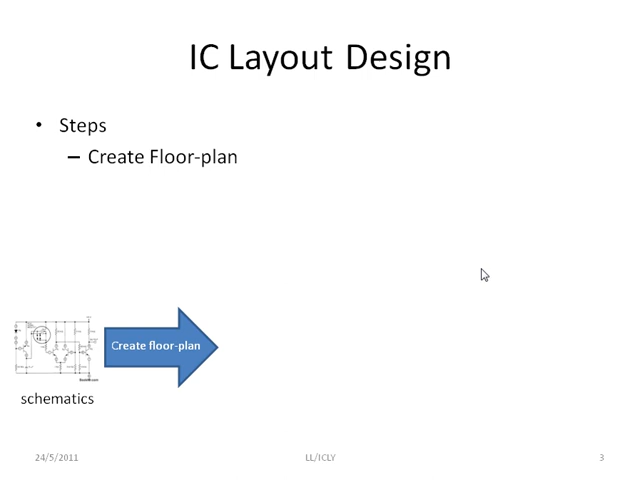 IC Layout Design
• Steps
– Create Floor-plan
Create floor-plan
schematics
24/5/2011
LL/ICLY
3